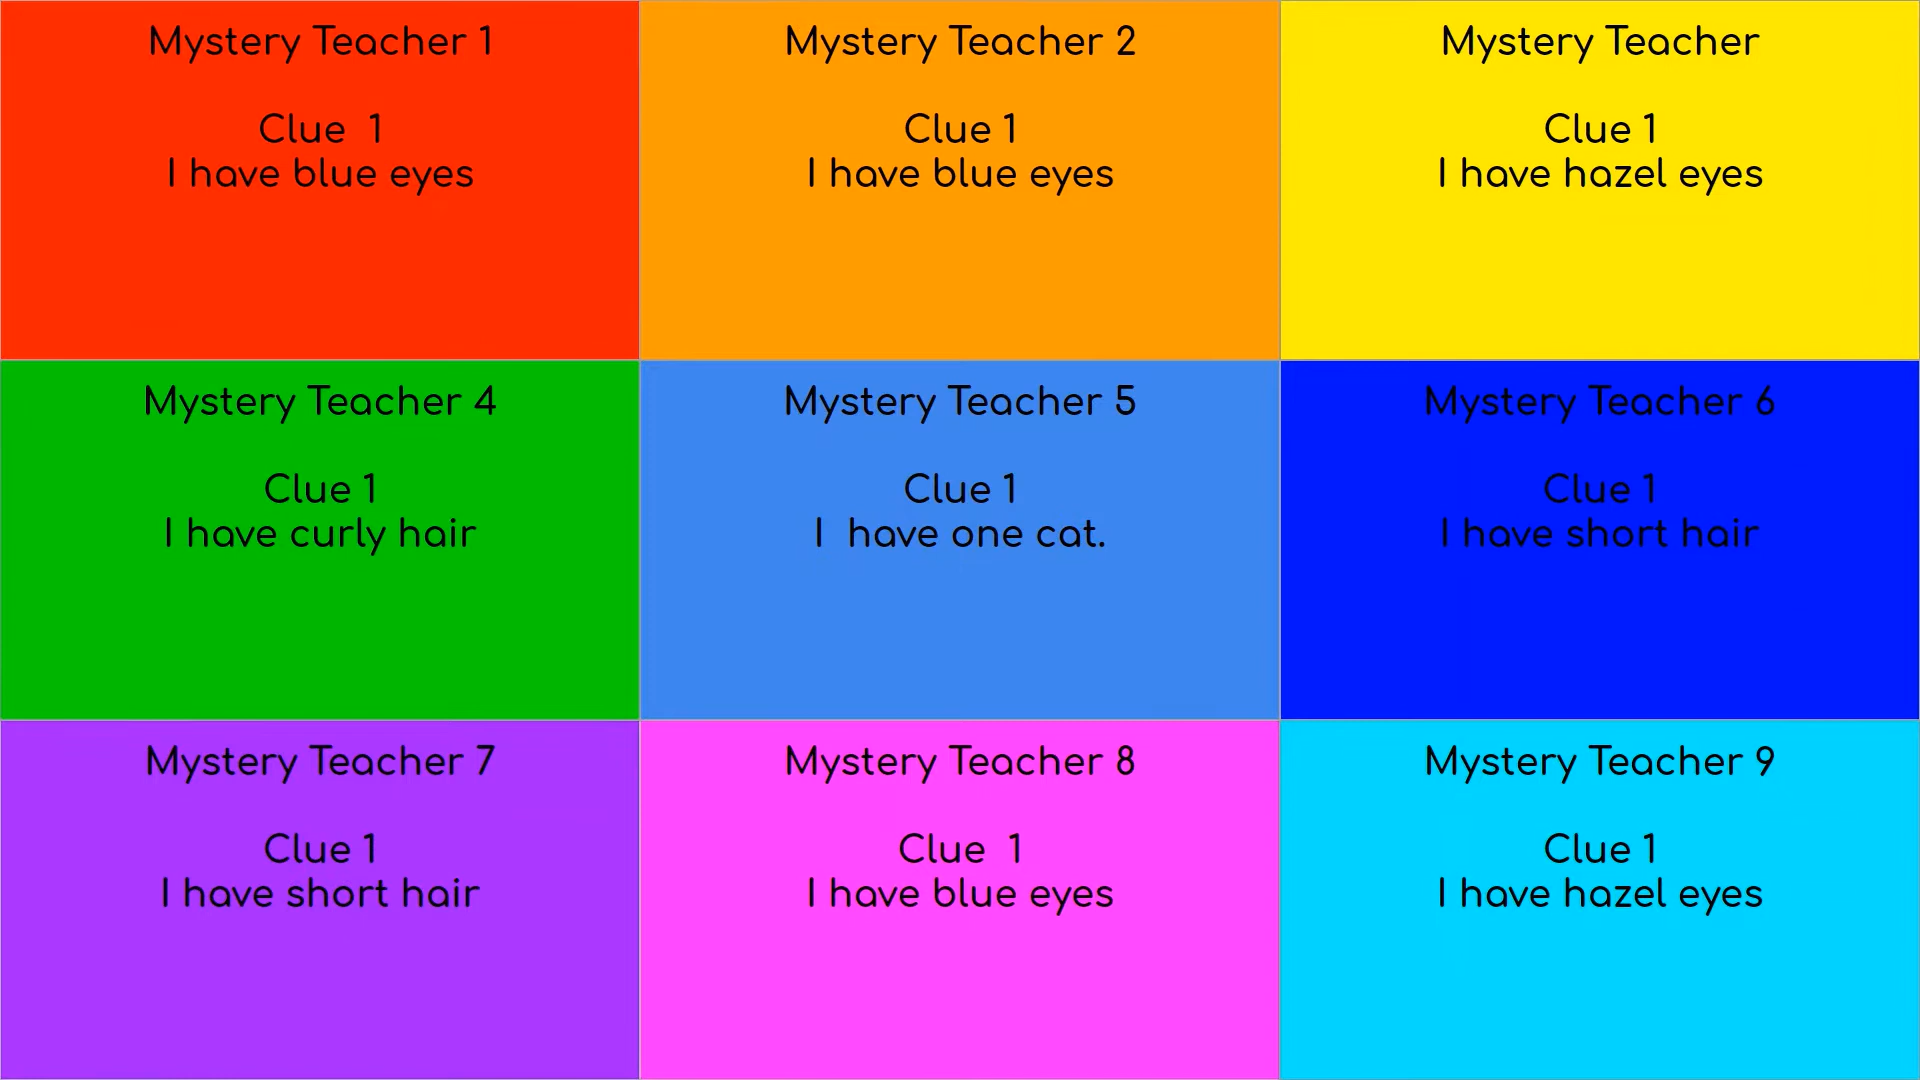 Mystery Teacher 1
Clue 1
I have blue eyes
Mystery Teacher 2
Clue 1
I have blue eyes
Mystery Teacher
Clue 1
I have hazel eyes
Mystery Teacher 4
Clue 1
I have curly hair
Mystery Teacher 5
Clue 1
I have one cat.
Mystery Teacher 6
Clue 1
I have short hair
Mystery Teacher 7
Clue 1
I have short hair
Mystery Teacher 8
Clue 1
I have blue eyes
Mystery Teacher 9
Clue 1
I have hazel eyes